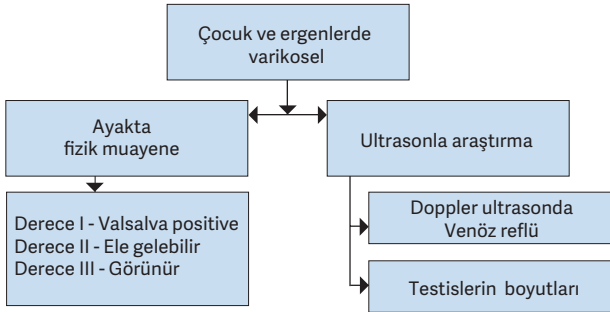 Çocuk ve ergenlerde
varikosel
Ayakta
fizik muayene
Ultrasonla araştırma
Derece I - Valsalva positive
Derece II - Ele gelebilir
Derece III - Görünür
Doppler ultrasonda
Venöz reflü
Testislerin boyutları